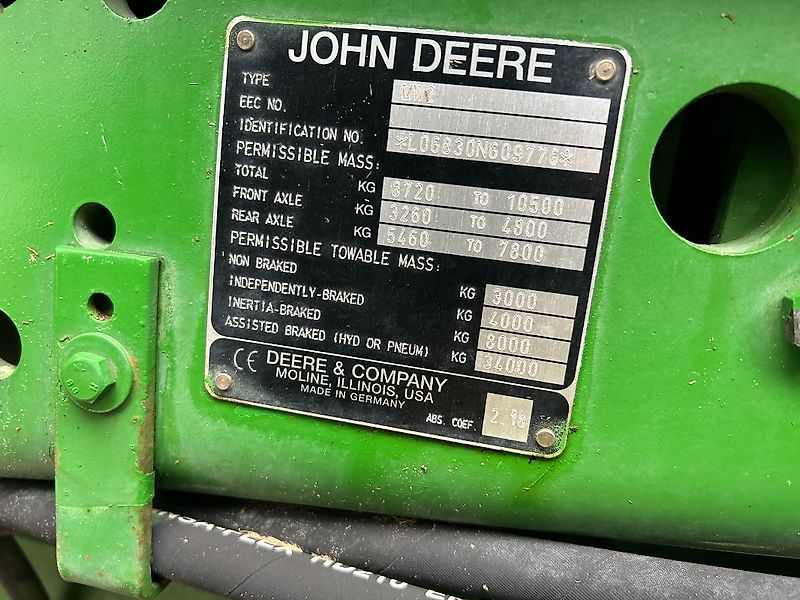 JOHN DEERE
TYPE
EEC NO.
IDENTIFICATION NO. *L06830N609778*
PERMISSIBLE MASS:
TOTAL KG 8720 TO 10500
FRONT AXLE KG 3260 TO 4800
REAR AXLE KG 5460 TO 7800
PERMISSIBLE TOWABLE MASS:
NON BRAKED KG 3000
INDEPENDENTLY-BRAKED KG 4000
INERTIA-BRAKED KG 8000
ASSISTED BRAKED (HYD OR PNEUM) KG 34000
CE DEERE & COMPANY
MOLINE, ILLINOIS, USA
MADE IN GERMANY
ABS. COEF. 2.18